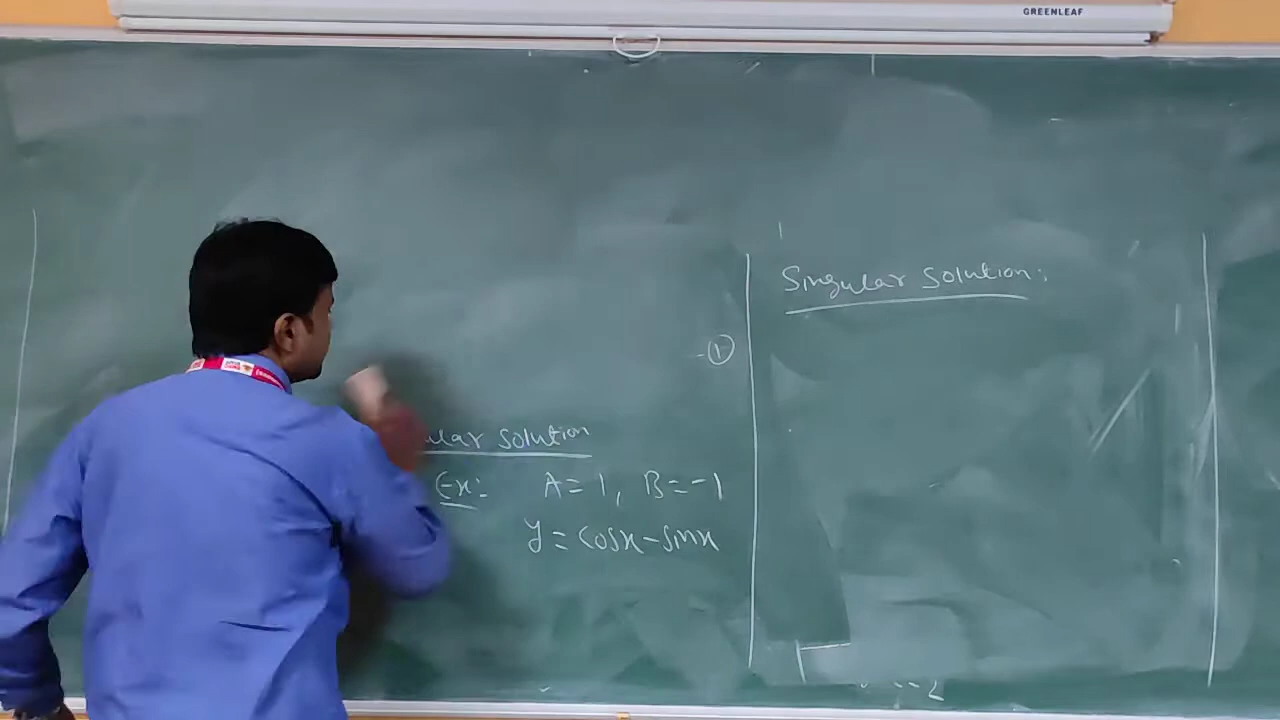 GREENLEAF
-①
ular solution
Ex: A = 1, B = -1
y = cosx - sinx
Singular Solution: